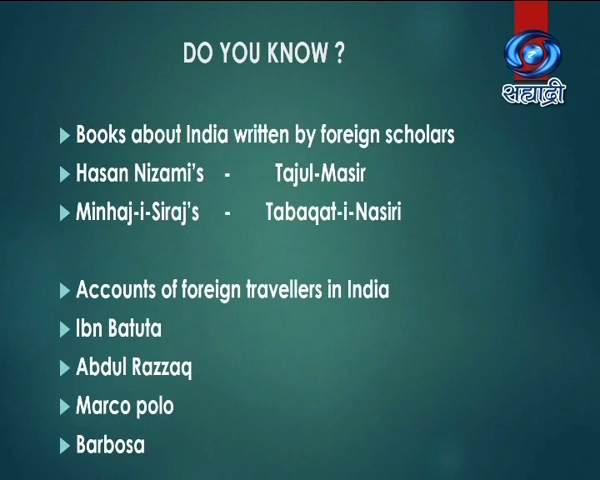 DO YOU KNOW ?
सह्याद्री
Books about India written by foreign scholars
Hasan Nizami's - Tajul-Masir
Minhaj-i-Siraj's - Tabaqat-i-Nasiri
Accounts of foreign travellers in India
Ibn Batuta
Abdul Razzaq
Marco polo
Barbosa